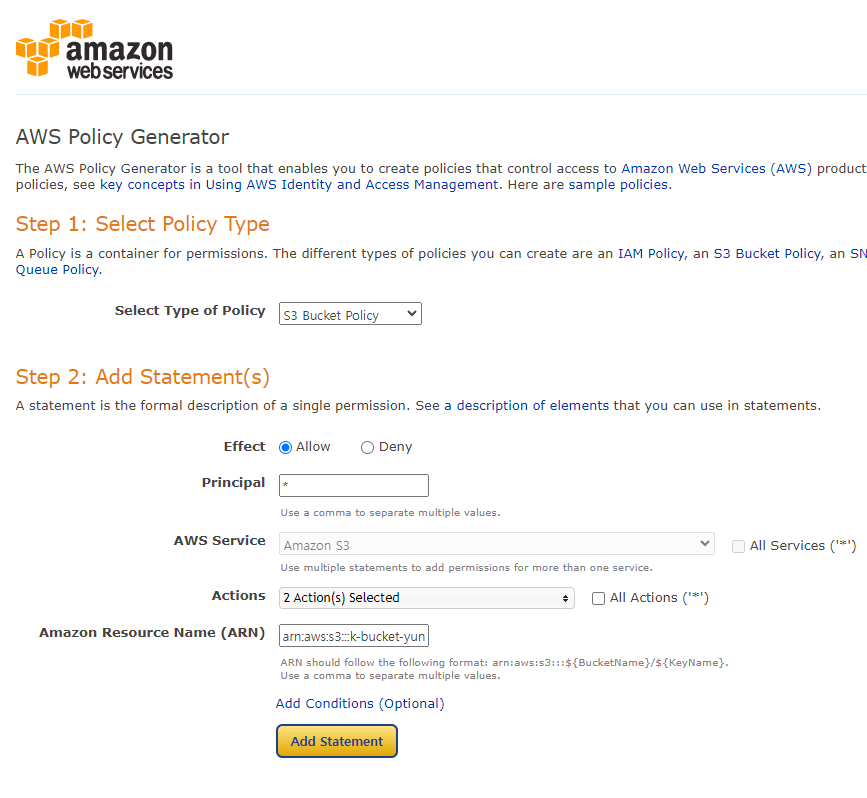 amazon
web services
AWS Policy Generator
The AWS Policy Generator is a tool that enables you to create policies that control access to Amazon Web Services (AWS) product
policies, see key concepts in Using AWS Identity and Access Management. Here are sample policies.
Step 1: Select Policy Type
A Policy is a container for permissions. The different types of policies you can create are an IAM Policy, an S3 Bucket Policy, an SN
Queue Policy.
Select Type of Policy S3 Bucket Policy
Step 2: Add Statement(s)
A statement is the formal description of a single permission. See a description of elements that you can use in statements.
Effect Allow Deny
Principal *
Use a comma to separate multiple values.
AWS Service Amazon S3 All Services ('*')
Use multiple statements to add permissions for more than one service.
Actions 2 Action(s) Selected All Actions ('*')
Amazon Resource Name (ARN) arn:aws:s3:::k-bucket-yun
ARN should follow the following format: arn:aws:s3:::${BucketName}/${KeyName}.
Use a comma to separate multiple values.
Add Conditions (Optional)
Add Statement